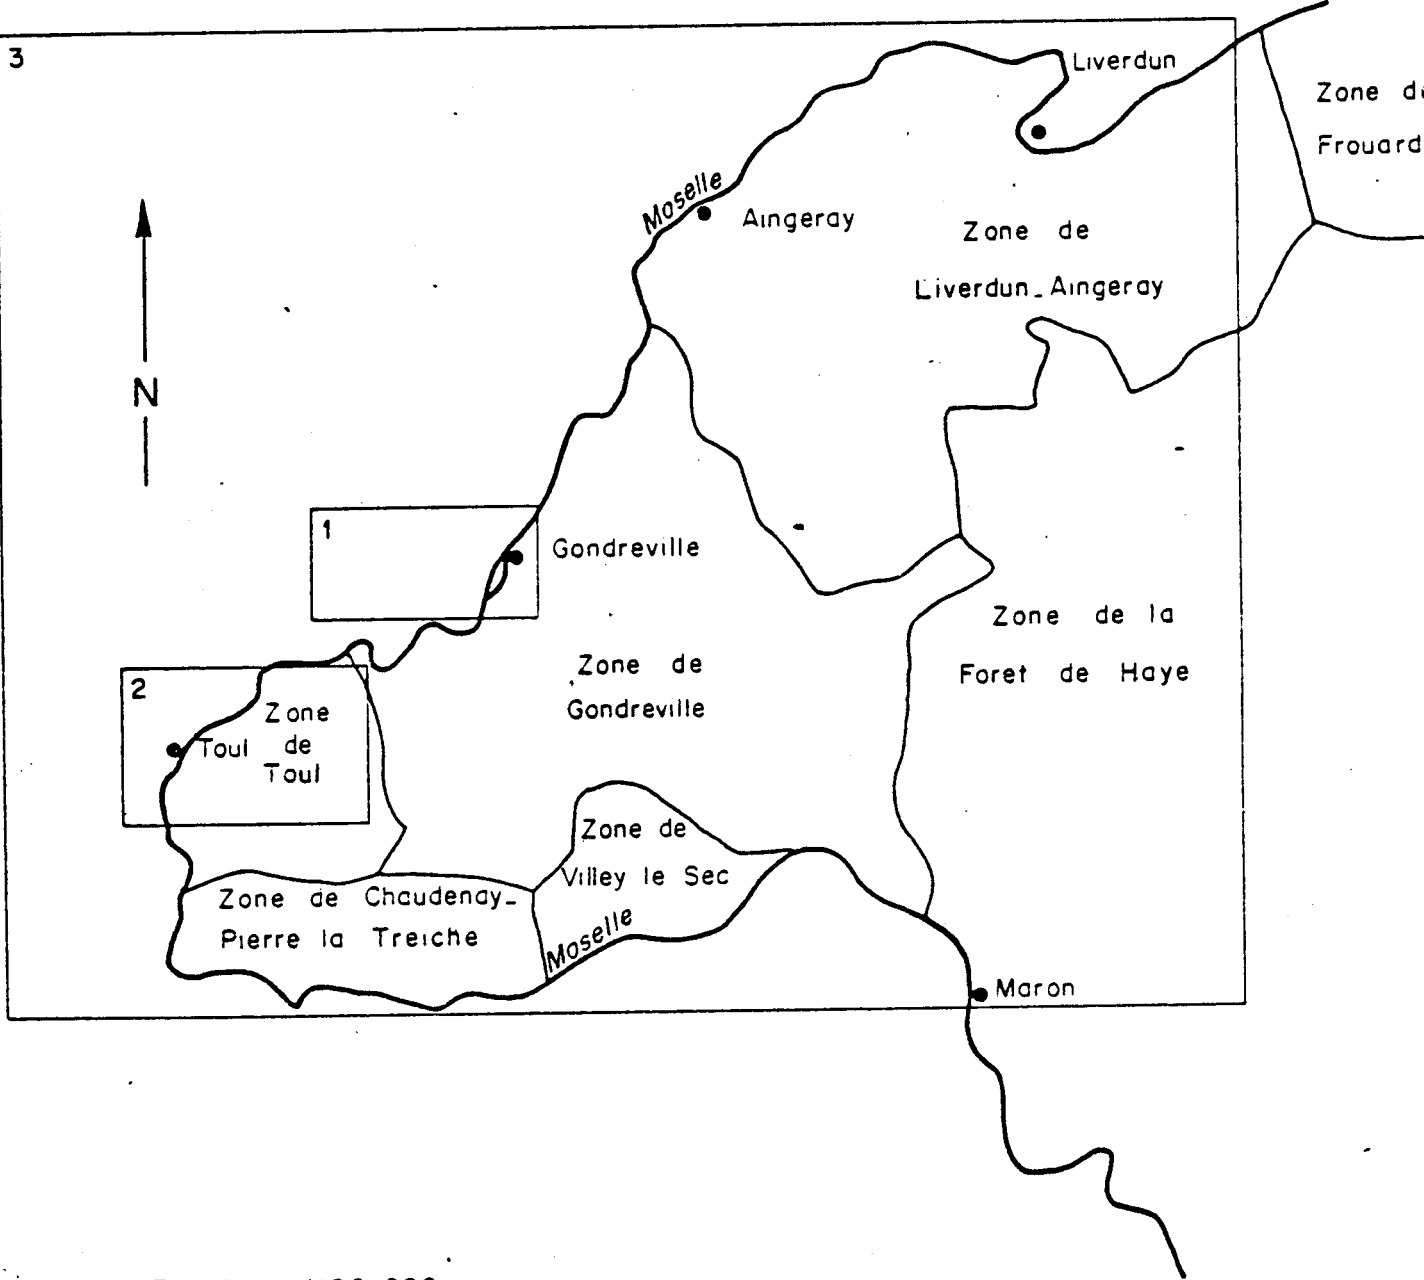 3
Liverdun
Zone de
Frouard
Moselle
Aingeray
Zone de
Liverdun_Aingeray
N
1
Gondreville
Zone de la
Foret de Haye
Zone de
Gondreville
2
Zone
Toul de
Toul
Zone de
Villey le Sec
Zone de Chaudenay_
Pierre la Treiche
Moselle
Maron